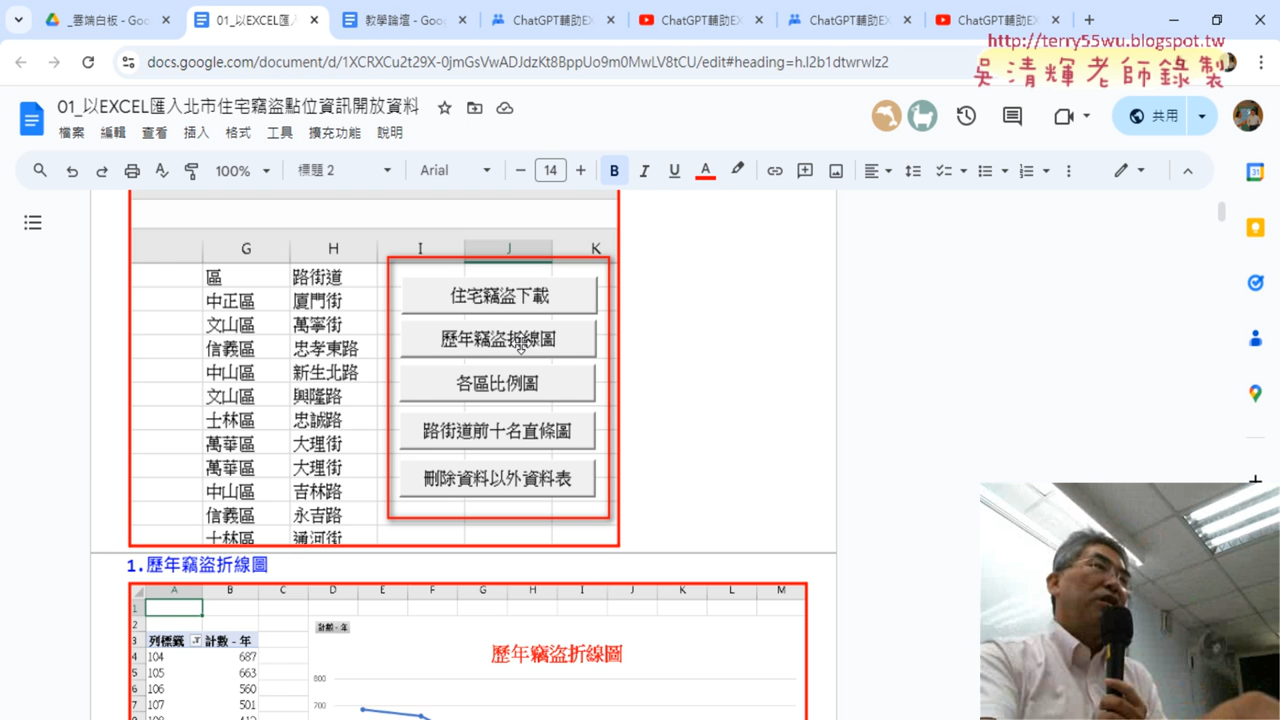 _雲端白板 - Goo
01_以EXCEL匯入
教學論壇 - Goo
ChatGPT輔助EX
ChatGPT輔助EX
ChatGPT輔助EX
ChatGPT輔助EX
docs.google.com/document/d/1XCRXCu2t29X-0jmGsVwADJdzKt8BppUo9m0MwLV8tCU/edit#heading=h.l2b1dtwrwlz2
http://terry55wu.blogspot.tw
吳清輝老師錄製
01_以EXCEL匯入北市住宅竊盜點位資訊開放資料
檔案 編輯 查看 插入 格式 工具 擴充功能 說明
共用
100% 標題 2 Arial 14 B I U A
G H I J K
區 路街道
中正區 廈門街
文山區 萬寧街
信義區 忠孝東路
中山區 新生北路
文山區 興隆路
士林區 忠誠路
萬華區 大理街
萬華區 大理街
中山區 吉林路
信義區 永吉路
士林區 通河街
住宅竊盜下載
歷年竊盜折線圖
各區比例圖
路街道前十名直條圖
刪除資料以外資料表
1.歷年竊盜折線圖
A B C D E F G H I J K L M
1
2 計數 - 年
3 列標籤 計數 - 年
歷年竊盜折線圖
4 104 687
5 105 663
6 106 560
7 107 501
800
700